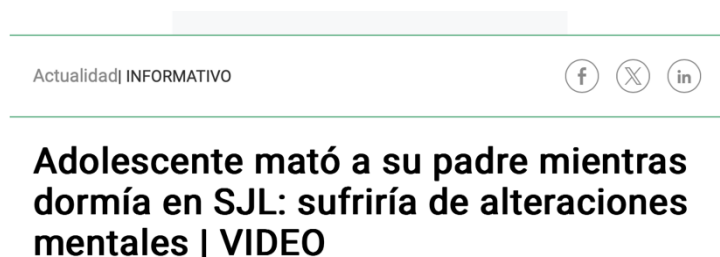 Actualidad| INFORMATIVO
Adolescente mató a su padre mientras
dormía en SJL: sufriría de alteraciones
mentales | VIDEO